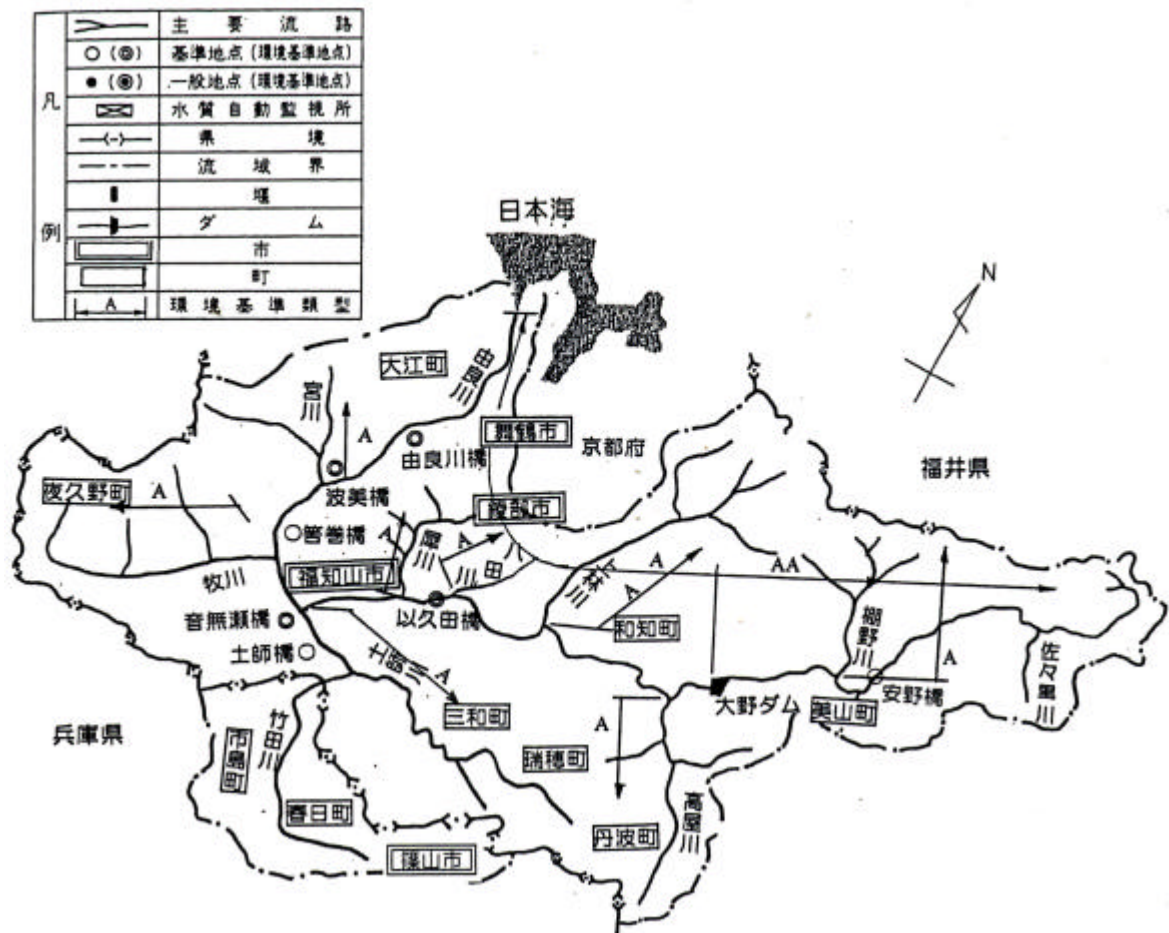 凡例
主要流路
○(◎) 基準地点(環境基準地点)
●(◉) 一般地点(環境基準地点)
水質自動監視所
県境
流域界
堰
ダム
市
町
A 環境基準類型
日本海
N
大江町
由良川
宮川
A
舞鶴市
京都府
福井県
由良川橋
夜久野町
A
波美橋
綾部市
筈巻橋
A
犀川
A
八田川
福知山市
上林川
A
AA
牧川
以久田橋
和知町
棚野川
音無瀬橋
土師川
A
土師橋
佐々里川
A
安野橋
大野ダム
美山町
三和町
兵庫県
竹田川
市島町
A
瑞穂町
春日町
高屋川
丹波町
篠山市